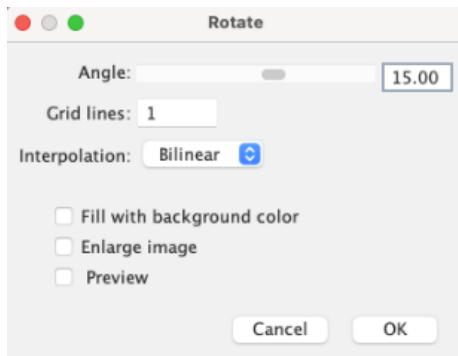 Rotate
Angle: 15.00
Grid lines: 1
Interpolation: Bilinear
Fill with background color
Enlarge image
Preview
Cancel OK